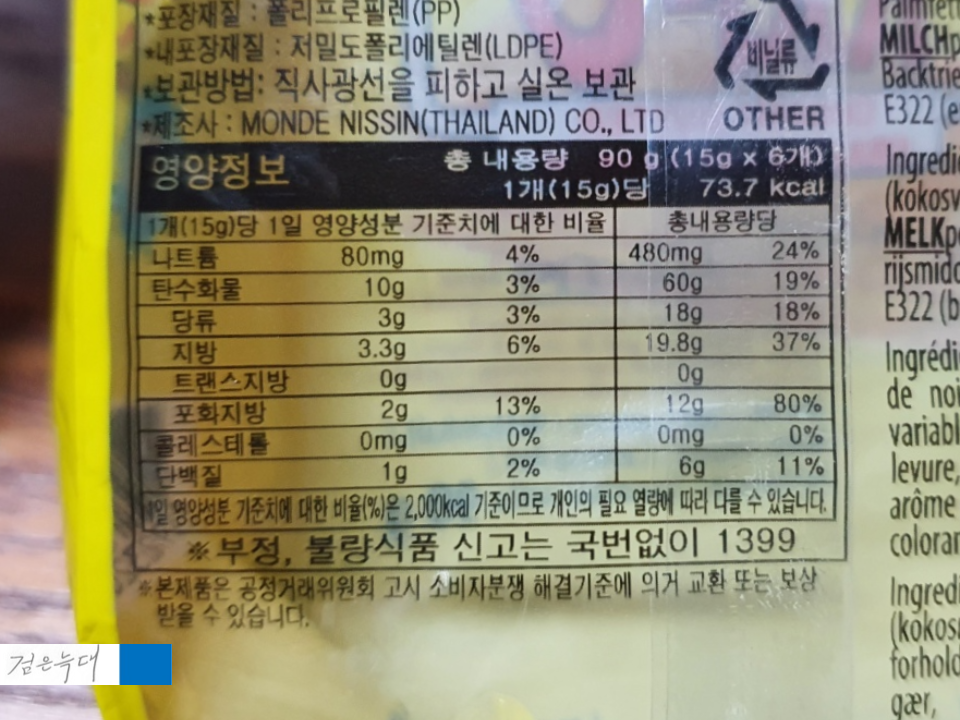 *포장재질 : 폴리프로필렌(PP)
*내포장재질 : 저밀도폴리에틸렌(LDPE)
*보관방법: 직사광선을 피하고 실온 보관
*제조사 : MONDE NISSIN(THAILAND) CO., LTD
비닐류
OTHER
영양정보
총 내용량 90 g (15g x 6개)
1개(15g)당 73.7 kcal
1개(15g)당 1일 영양성분 기준치에 대한 비율 총내용량당
나트륨 80mg 4% 480mg 24%
탄수화물 10g 3% 60g 19%
당류 3g 3% 18g 18%
지방 3.3g 6% 19.8g 37%
트랜스지방 0g 0g
포화지방 2g 13% 12g 80%
콜레스테롤 0mg 0% 0mg 0%
단백질 1g 2% 6g 11%
1일 영양성분 기준치에 대한 비율(%)은 2,000kcal 기준이므로 개인의 필요 열량에 따라 다를 수 있습니다.
※부정, 불량식품 신고는 국번없이 1399
※본제품은 공정거래위원회 고시 소비자분쟁 해결기준에 의거 교환 또는 보상
받을 수 있습니다.
검은늑대
MILCH
E322
(kokos
MELK
E322
de
levure,
arôme
(kokos
gær,